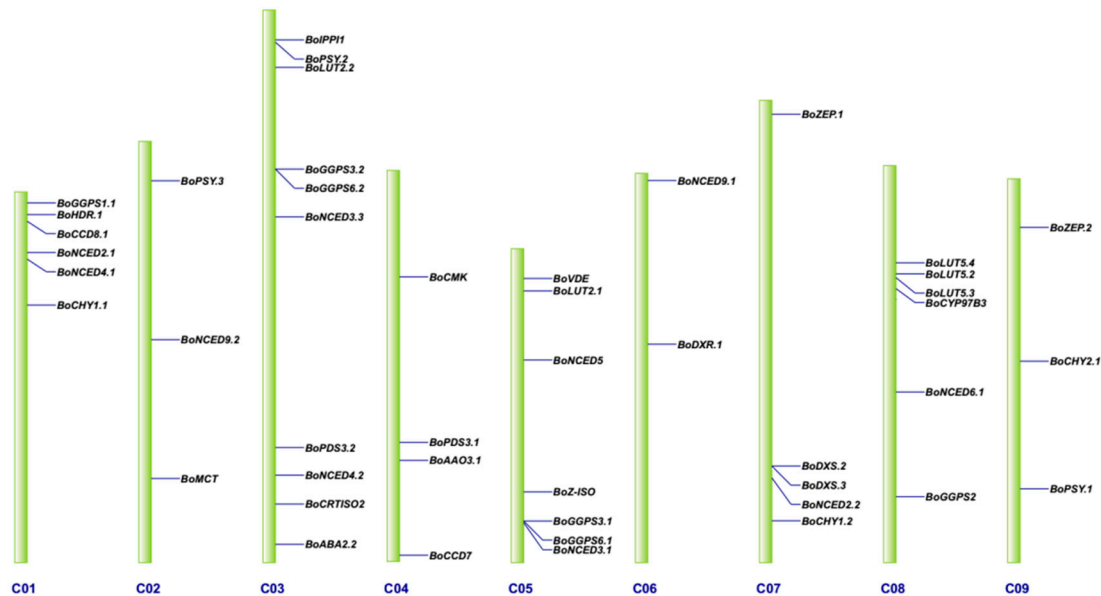 BoGGPS1.1
BoHDR.1
BoCCD8.1
BoNCED2.1
BoNCED4.1
BoCHY1.1
C01
BoPSY.3
BoNCED9.2
BoMCT
C02
BoIPPI1
BoPSY.2
BoLUT2.2
BoGGPS3.2
BoGGPS6.2
BoNCED3.3
BoPDS3.2
BoNCED4.2
BoCRTISO2
BoABA2.2
C03
BoCMK
BoPDS3.1
BoAAO3.1
BoCCD7
C04
BoVDE
BoLUT2.1
BoNCED5
BoZ-ISO
BoGGPS3.1
BoGGPS6.1
BoNCED3.1
C05
BoNCED9.1
BoDXR.1
C06
BoZEP.1
BoDXS.2
BoDXS.3
BoNCED2.2
BoCHY1.2
C07
BoLUT5.4
BoLUT5.2
BoLUT5.3
BoCYP97B3
BoNCED6.1
BoGGPS2
C08
BoZEP.2
BoCHY2.1
BoPSY.1
C09